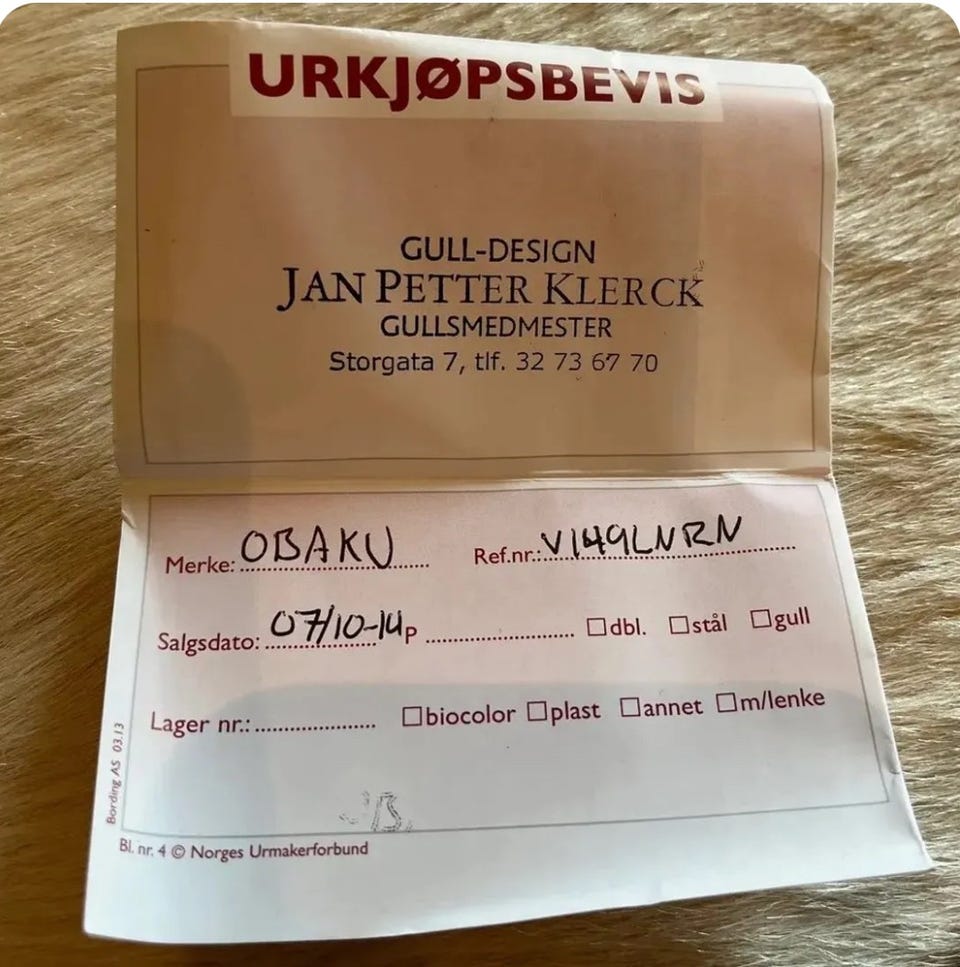 URKJØPSBEVIS
GULL-DESIGN
JAN PETTER KLERCK
GULLSMEDMESTER
Storgata 7, tlf. 32 73 67 70
Merke: OBAKU Ref.nr.: V149LNRN
Salgsdato: 07/10-14 P ☐dbl. ☐stål ☐gull
Lager nr.: ☐biocolor ☐plast ☐annet ☐m/lenke
Bording AS 03.13
Bl. nr. 4 © Norges Urmakerforbund